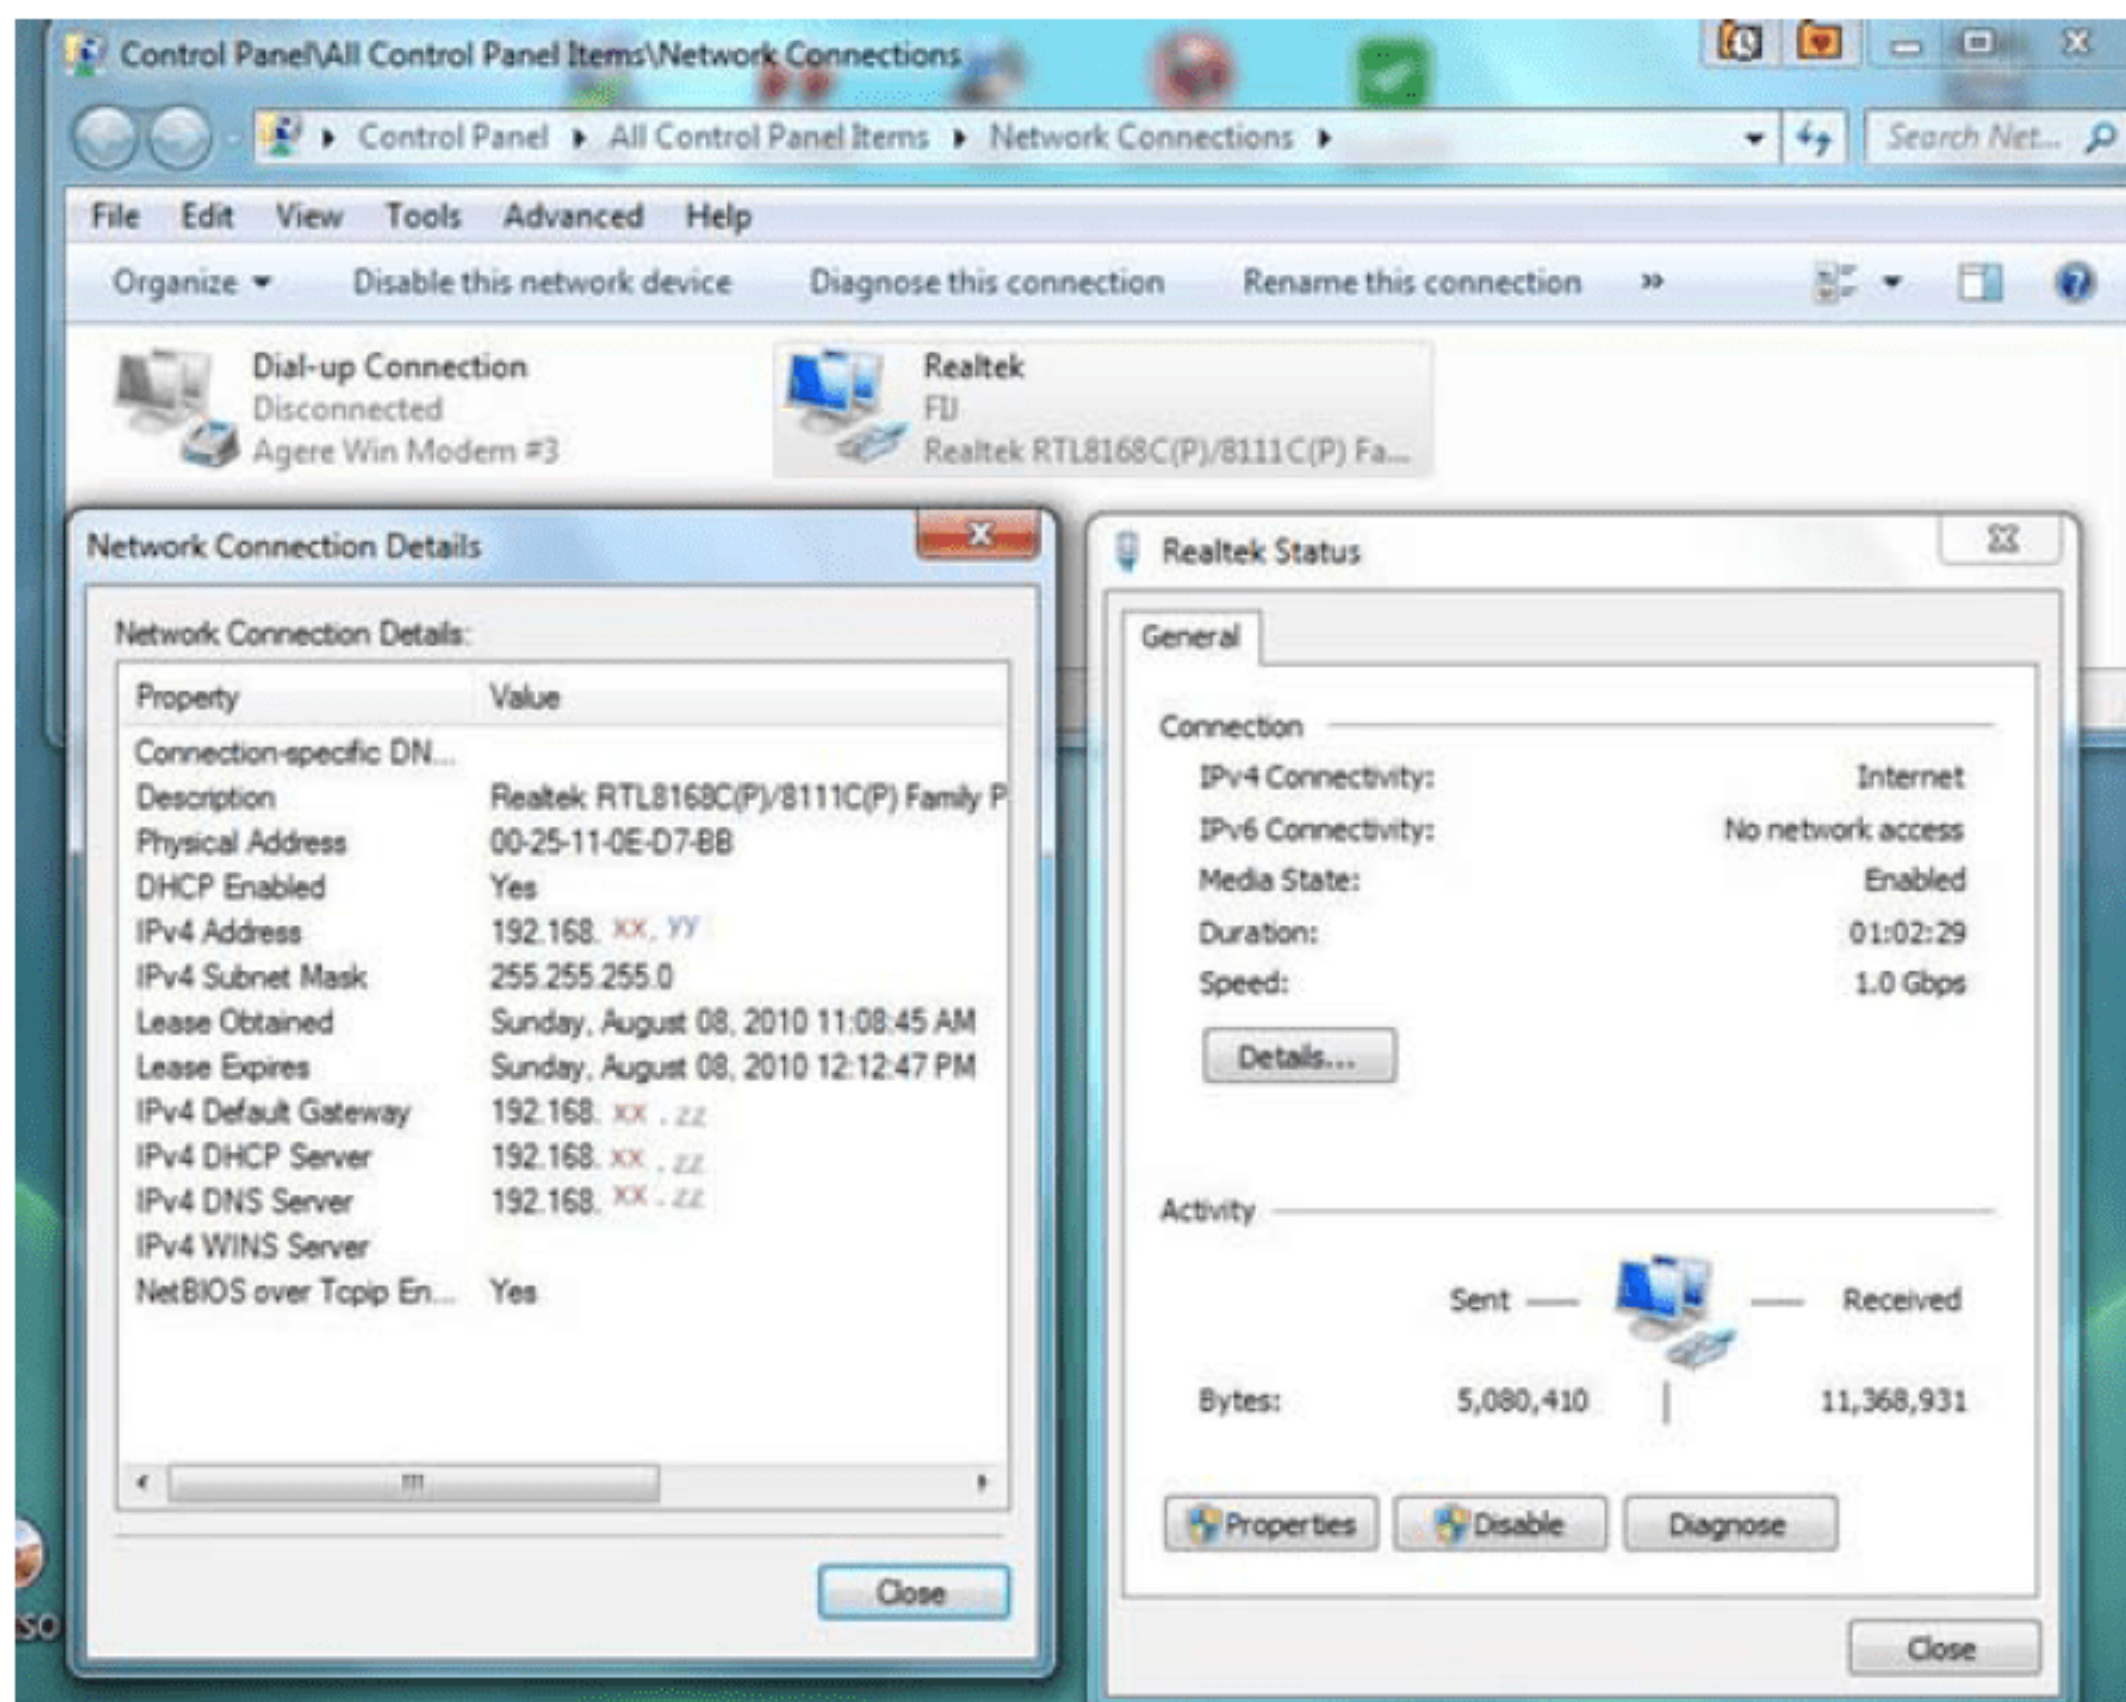 Control Panel\All Control Panel Items\Network Connections
Control Panel All Control Panel Items Network Connections
Search Net...
File Edit View Tools Advanced Help
Organize Disable this network device Diagnose this connection Rename this connection »
Dial-up Connection
Disconnected
Agere Win Modem #3
Realtek
FIJ
Realtek RTL8168C(P)/8111C(P) Fa...
Network Connection Details
Network Connection Details:
Property Value
Connection-specific DN...
Description Realtek RTL8168C(P)/8111C(P) Family P
Physical Address 00-25-11-0E-D7-BB
DHCP Enabled Yes
IPv4 Address 192.168. XX. YY
IPv4 Subnet Mask 255.255.255.0
Lease Obtained Sunday, August 08, 2010 11:08:45 AM
Lease Expires Sunday, August 08, 2010 12:12:47 PM
IPv4 Default Gateway 192.168. XX . ZZ
IPv4 DHCP Server 192.168. XX . ZZ
IPv4 DNS Server 192.168. XX . ZZ
IPv4 WINS Server
NetBIOS over Tcpip En... Yes
Close
Realtek Status
General
Connection
IPv4 Connectivity: Internet
IPv6 Connectivity: No network access
Media State: Enabled
Duration: 01:02:29
Speed: 1.0 Gbps
Details...
Activity
Sent — — Received
Bytes: 5,080,410 | 11,368,931
Properties Disable Diagnose
Close
so